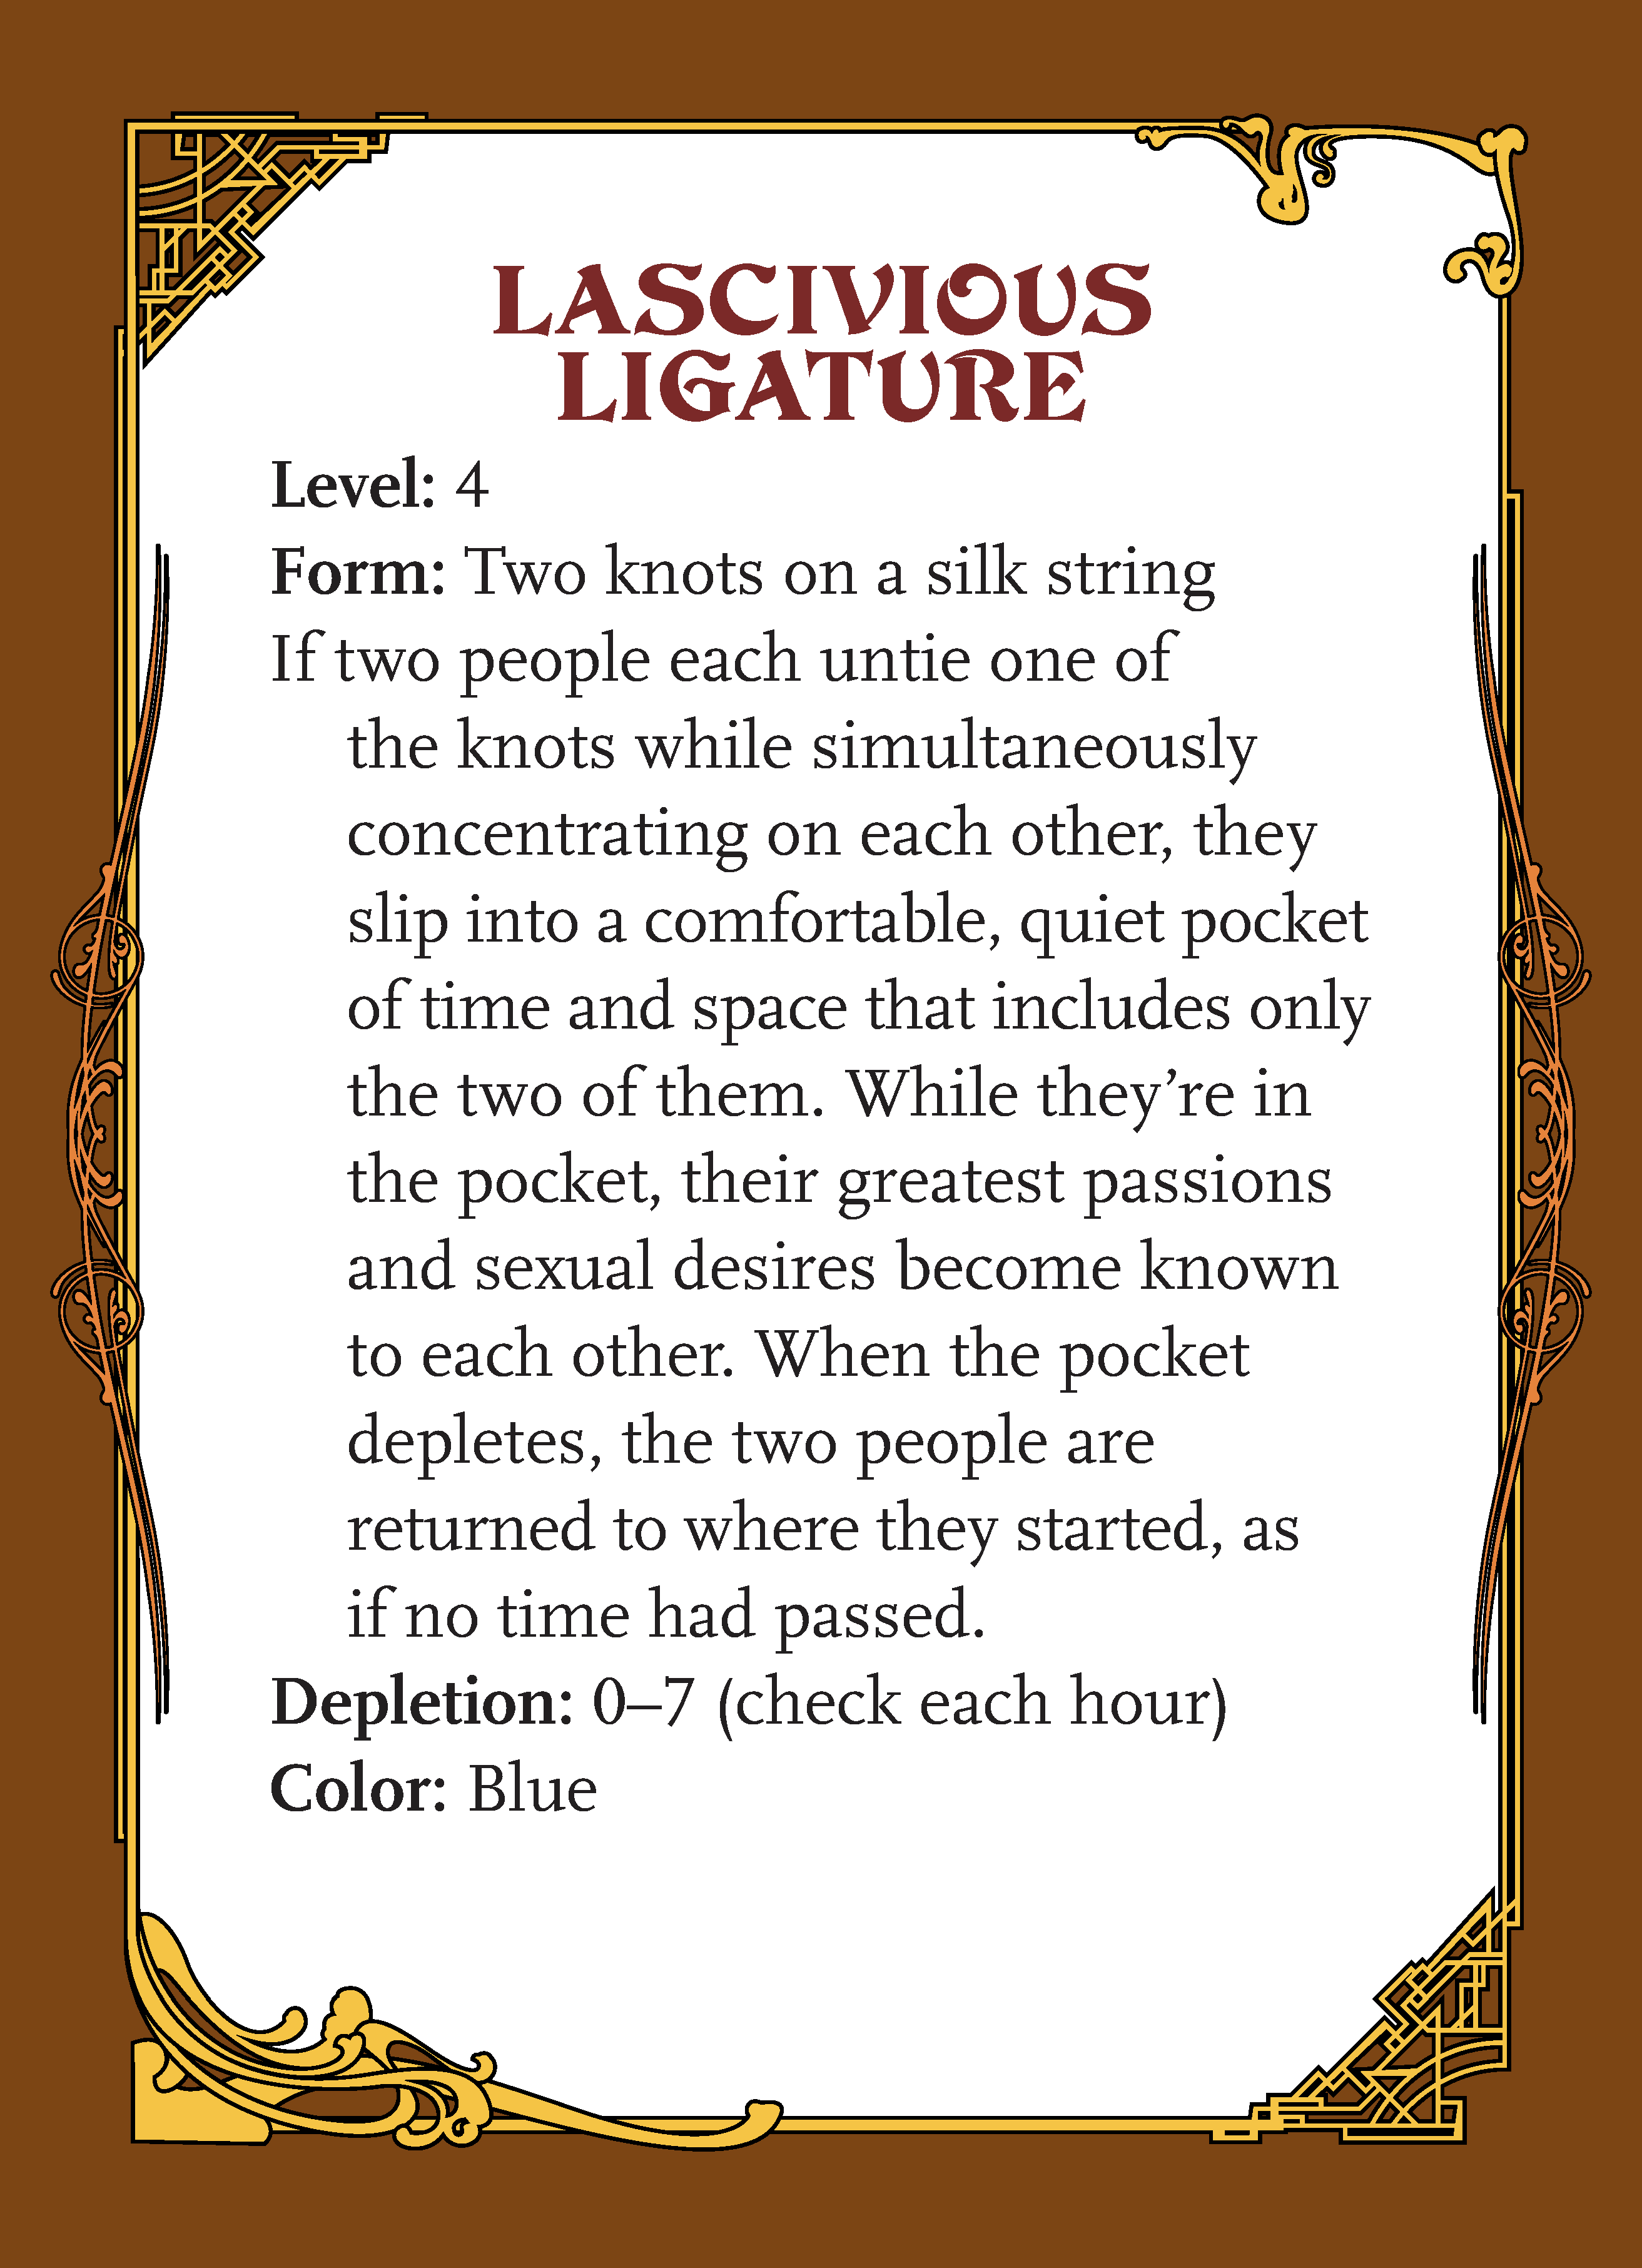 LASCIVIOUS
LIGATURE
Level: 4
Form: Two knots on a silk string
If two people each untie one of
the knots while simultaneously
concentrating on each other, they
slip into a comfortable, quiet pocket
of time and space that includes only
the two of them. While they’re in
the pocket, their greatest passions
and sexual desires become known
to each other. When the pocket
depletes, the two people are
returned to where they started, as
if no time had passed.
Depletion: 0–7 (check each hour)
Color: Blue